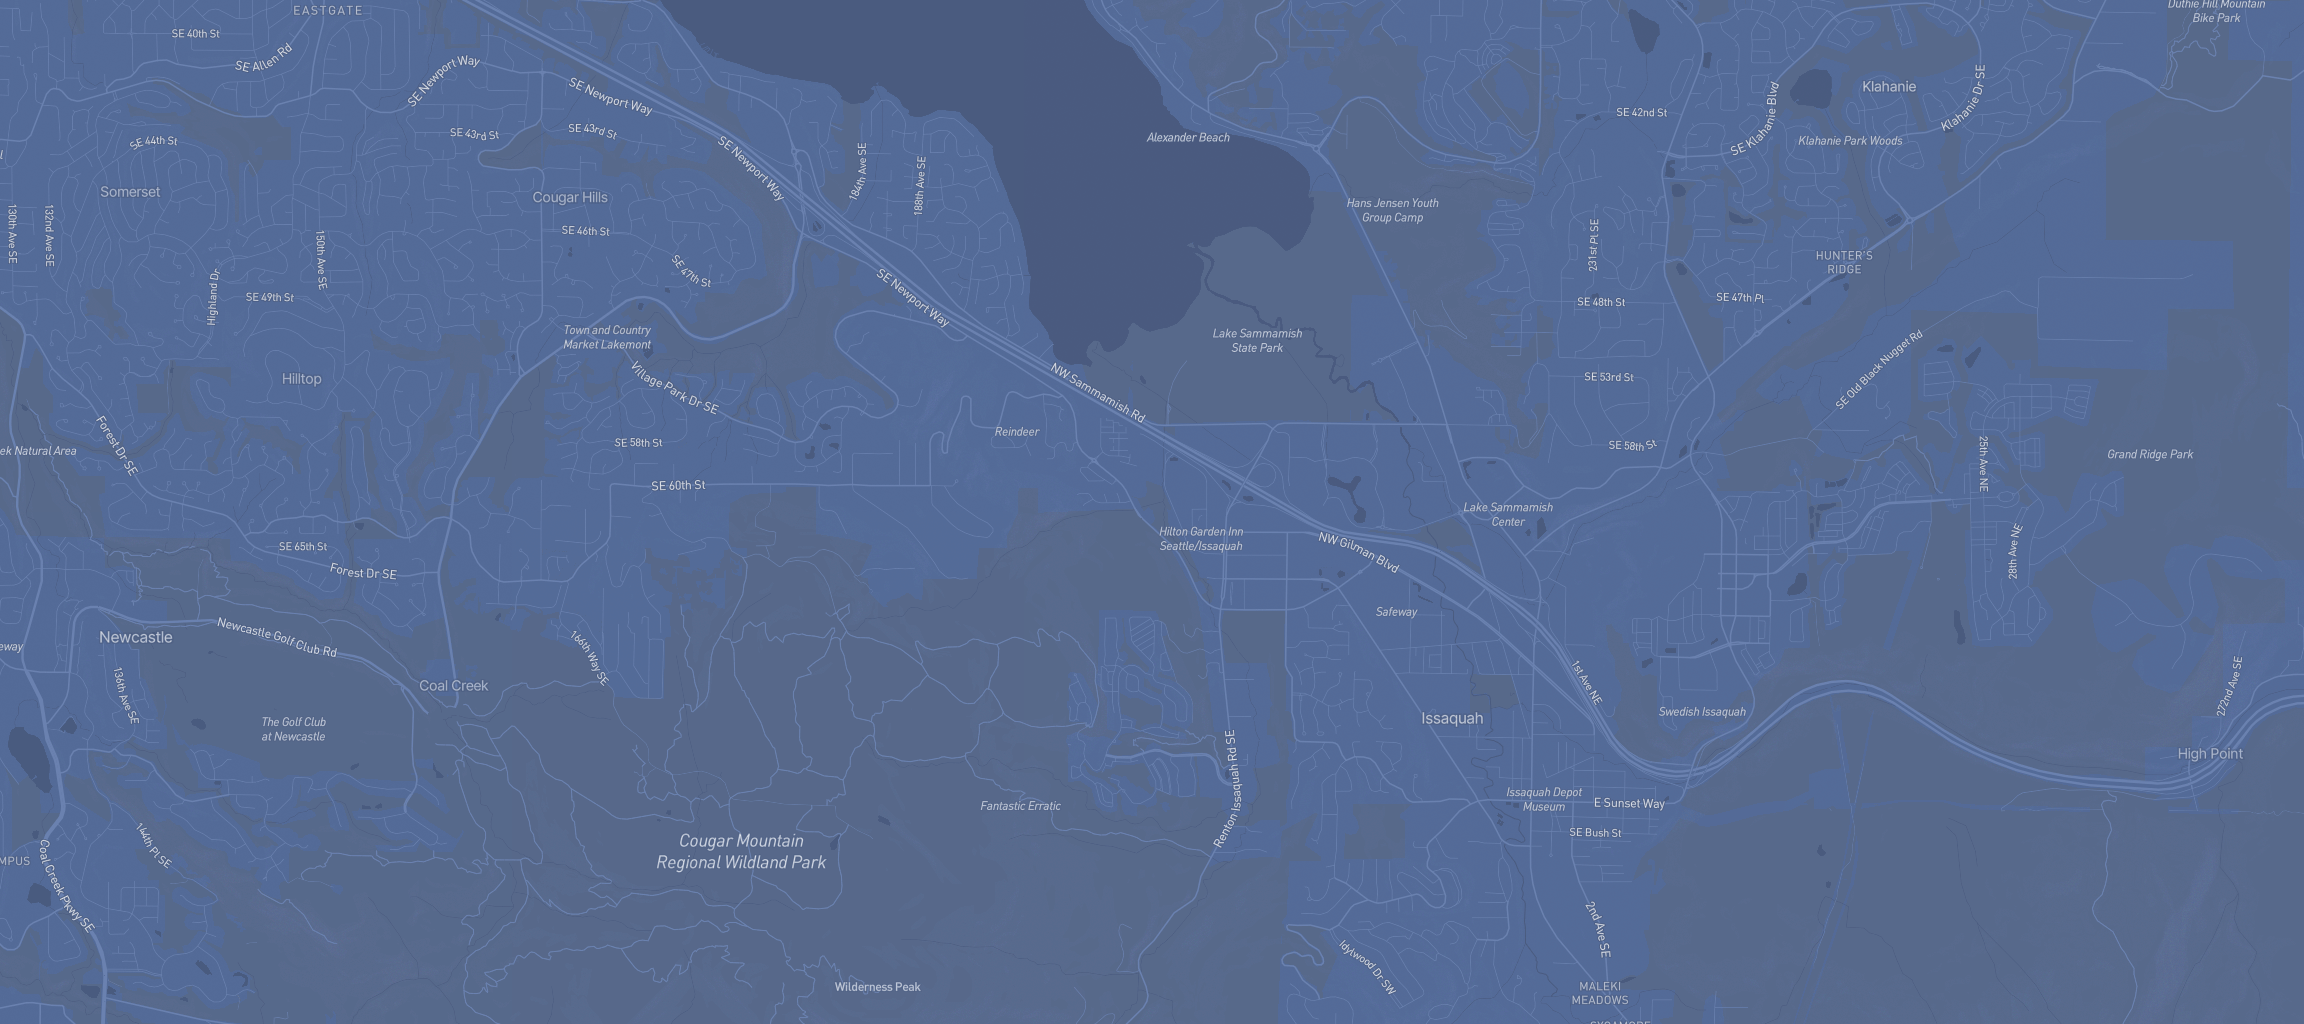 EASTGATE
Duthie Hill Mountain
Bike Park
SE 40th St
SE Allen Rd
SE Newport Way
SE Newport Way
SE Klahanie Blvd
Klahanie
Klahanie Dr SE
SE 42nd St
SE 44th St
SE 43rd St
SE 43rd St
SE Newport Way
Alexander Beach
Klahanie Park Woods
184th Ave SE
188th Ave SE
Somerset
Cougar Hills
Hans Jensen Youth
Group Camp
130th Ave SE
132nd Ave SE
150th Ave SE
SE 46th St
231st Pl SE
HUNTER'S
RIDGE
SE 47th St
Highland Dr
SE 49th St
SE Newport Way
SE 48th St
SE 47th Pl
Town and Country
Market Lakemont
Lake Sammamish
State Park
SE Old Black Nugget Rd
Hilltop
Village Park Dr SE
NW Sammamish Rd
SE 53rd St
Forest Dr SE
Reindeer
SE 58th St
SE 58th St
ek Natural Area
25th Ave NE
Grand Ridge Park
SE 60th St
Lake Sammamish
Center
Hilton Garden Inn
Seattle/Issaquah
NW Gilman Blvd
28th Ave NE
SE 65th St
Forest Dr SE
Safeway
Newcastle
Newcastle Golf Club Rd
eway
166th Way SE
136th Ave SE
Coal Creek
1st Ave NE
272nd Ave SE
The Golf Club
at Newcastle
Issaquah
Swedish Issaquah
High Point
Renton Issaquah Rd SE
Fantastic Erratic
Issaquah Depot
Museum
E Sunset Way
SE Bush St
Cougar Mountain
Regional Wildland Park
144th Pl SE
MPUS
Coal Creek Pkwy SE
2nd Ave SE
Idylwood Dr SW
Wilderness Peak
MALEKI
MEADOWS